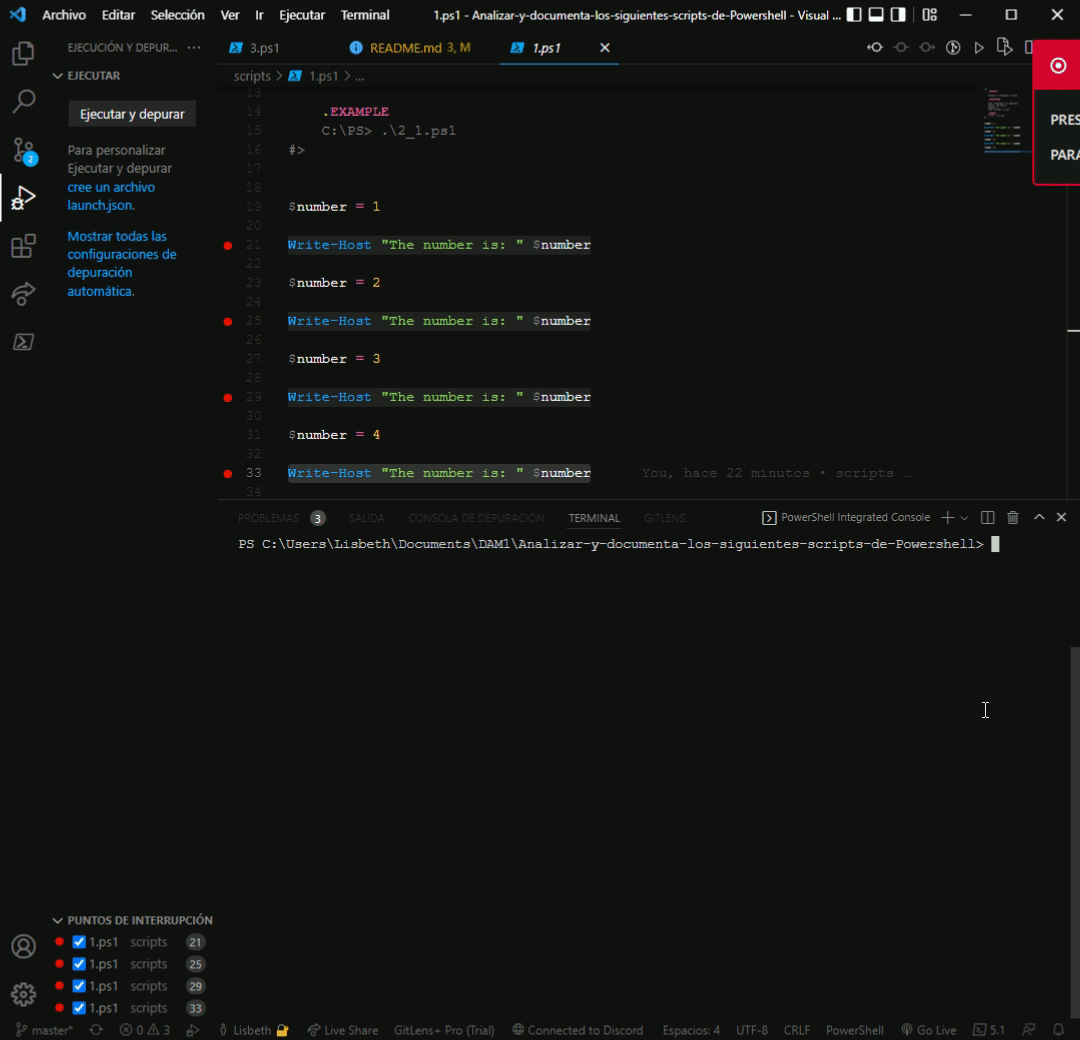 Archivo Editar Selección Ver Ir Ejecutar Terminal 1.ps1 - Analizar-y-documenta-los-siguientes-scripts-de-Powershell - Visual ...
EJECUCIÓN Y DEPUR... ···
3.ps1 README.md 3, M 1.ps1
EJECUTAR
scripts > 1.ps1 > ...
Ejecutar y depurar
Para personalizar
Ejecutar y depurar
cree un archivo
launch.json.
Mostrar todas las
configuraciones de
depuración
automática.
PRES
PARA
13
14 .EXAMPLE
15 C:\PS> .\2_1.ps1
16 #>
17
18
19 $number = 1
20
21 Write-Host "The number is: " $number
22
23 $number = 2
24
25 Write-Host "The number is: " $number
26
27 $number = 3
28
29 Write-Host "The number is: " $number
30
31 $number = 4
32
33 Write-Host "The number is: " $number You, hace 22 minutos • scripts …
34
PROBLEMAS 3 SALIDA CONSOLA DE DEPURACIÓN TERMINAL GITLENS PowerShell Integrated Console
PS C:\Users\Lisbeth\Documents\DAM1\Analizar-y-documenta-los-siguientes-scripts-de-Powershell>
PUNTOS DE INTERRUPCIÓN
1.ps1 scripts 21
1.ps1 scripts 25
1.ps1 scripts 29
1.ps1 scripts 33
2
master* 0 3 Lisbeth Live Share GitLens+ Pro (Trial) Connected to Discord Espacios: 4 UTF-8 CRLF PowerShell Go Live 5.1